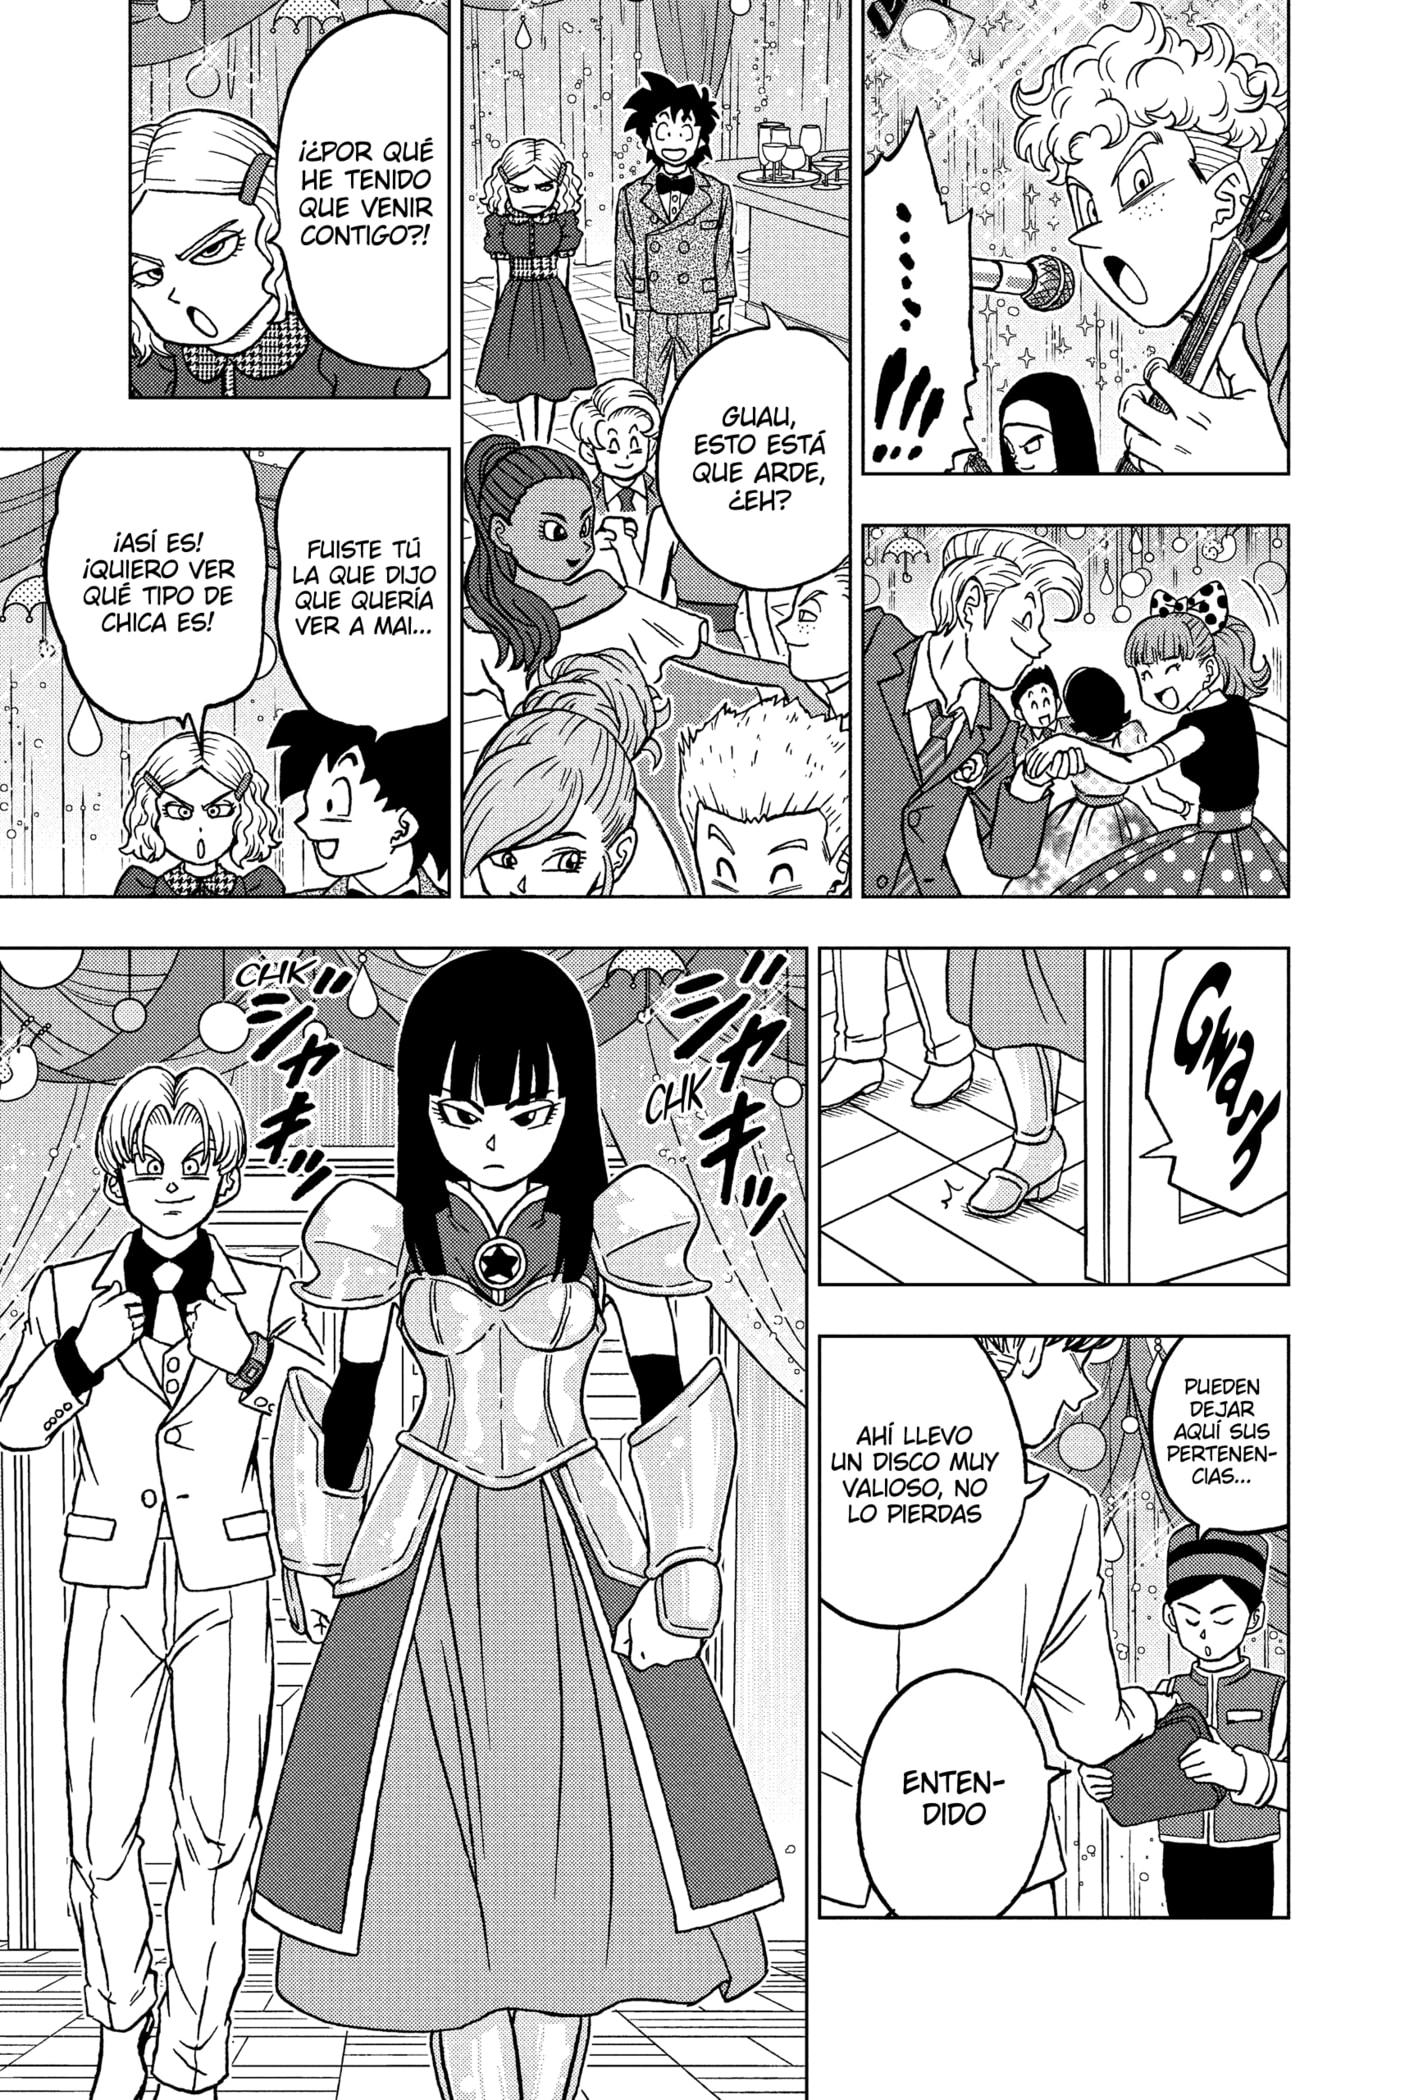 ......!!!
GUAU,
ESTO ESTÁ
QUE ARDE,
¿EH?
¡¿POR QUÉ
HE TENIDO
QUE VENIR
CONTIGO?!
FUISTE TÚ
LA QUE DIJO
QUE QUERÍA
VER A MAI...
¡ASÍ ES!
¡QUIERO VER
QUÉ TIPO DE
CHICA ES!
GWASH
PUEDEN
DEJAR
AQUÍ SUS
PERTENEN-
CIAS...
AHÍ LLEVO
UN DISCO MUY
VALIOSO, NO
LO PIERDAS
ENTEN-
DIDO
ジャキッ
CHK
CHK
ジャキッ